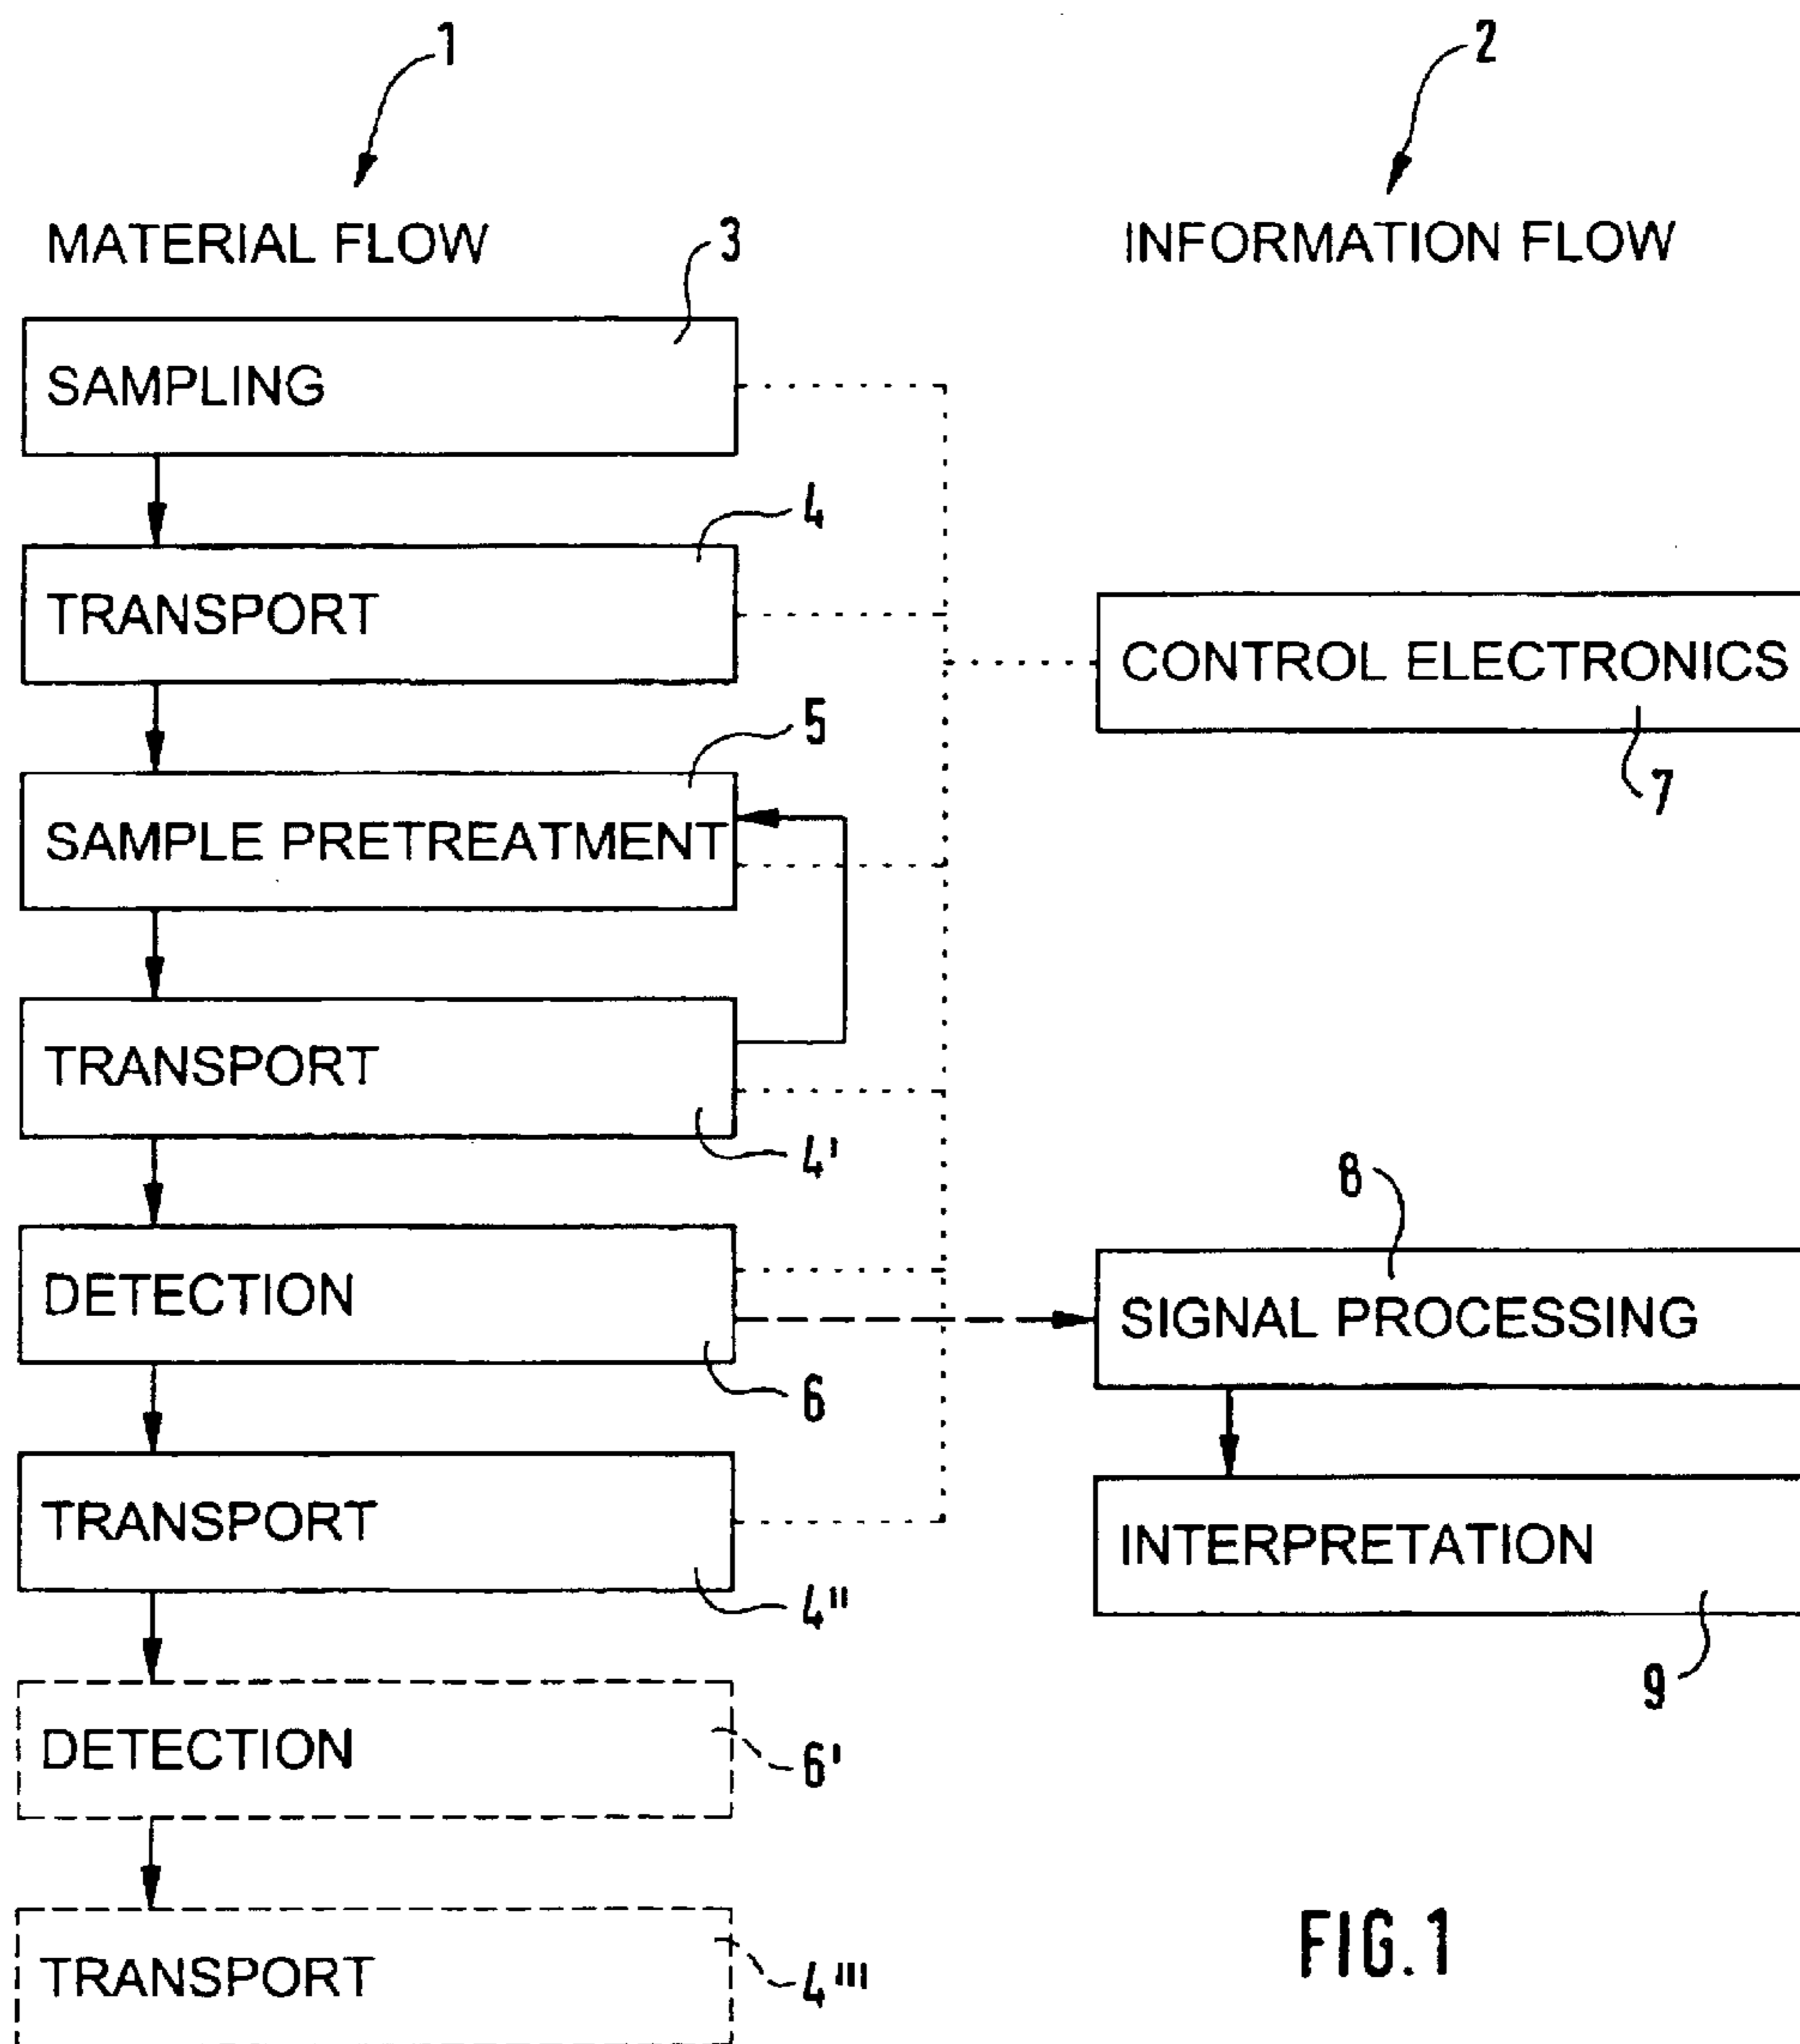 1
2
MATERIAL FLOW
INFORMATION FLOW
3
SAMPLING
4
TRANSPORT
CONTROL ELECTRONICS
7
5
SAMPLE PRETREATMENT
TRANSPORT
4'
8
DETECTION
SIGNAL PROCESSING
6
TRANSPORT
INTERPRETATION
4''
9
DETECTION
6'
TRANSPORT
4'''
FIG.1